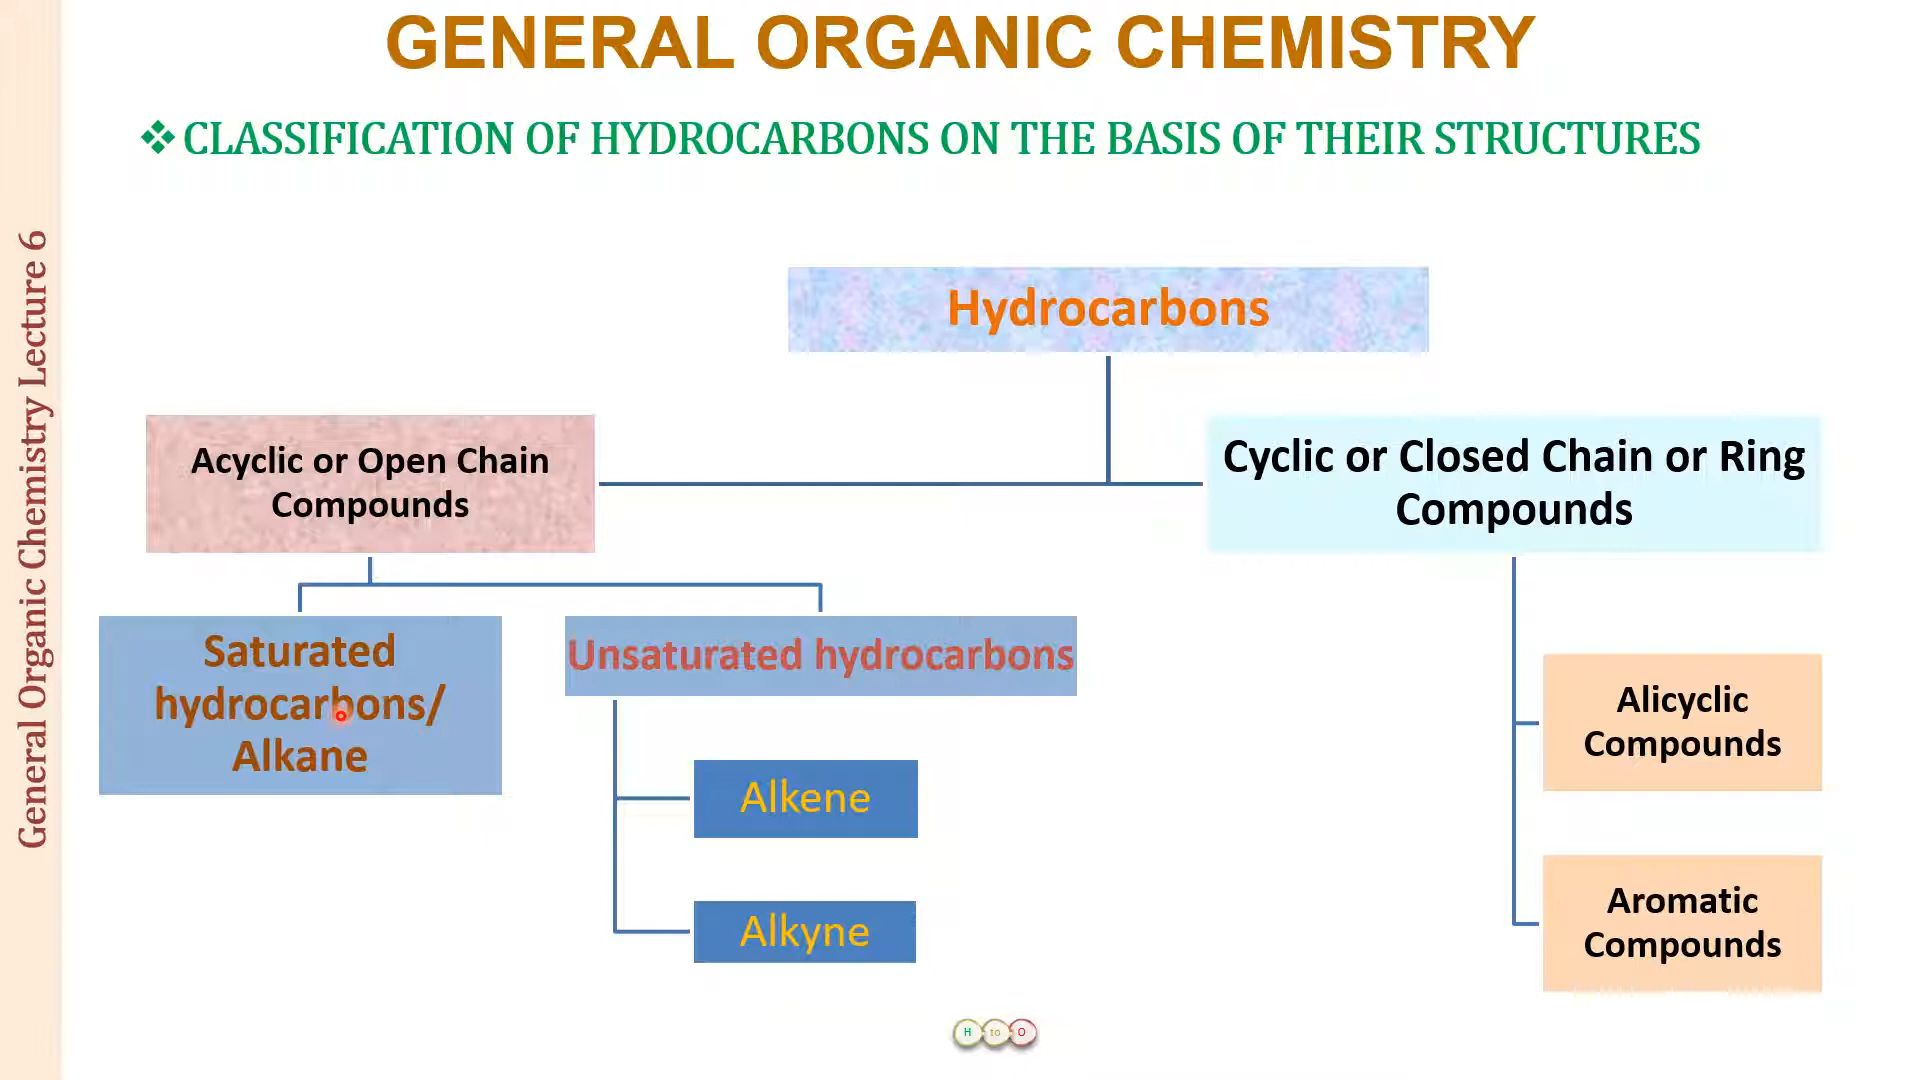 GENERAL ORGANIC CHEMISTRY
CLASSIFICATION OF HYDROCARBONS ON THE BASIS OF THEIR STRUCTURES
General Organic Chemistry Lecture 6
Hydrocarbons
Acyclic or Open Chain
Compounds
Cyclic or Closed Chain or Ring
Compounds
Saturated
hydrocarbons/
Alkane
Unsaturated hydrocarbons
Alkene
Alkyne
Alicyclic
Compounds
Aromatic
Compounds
H to O